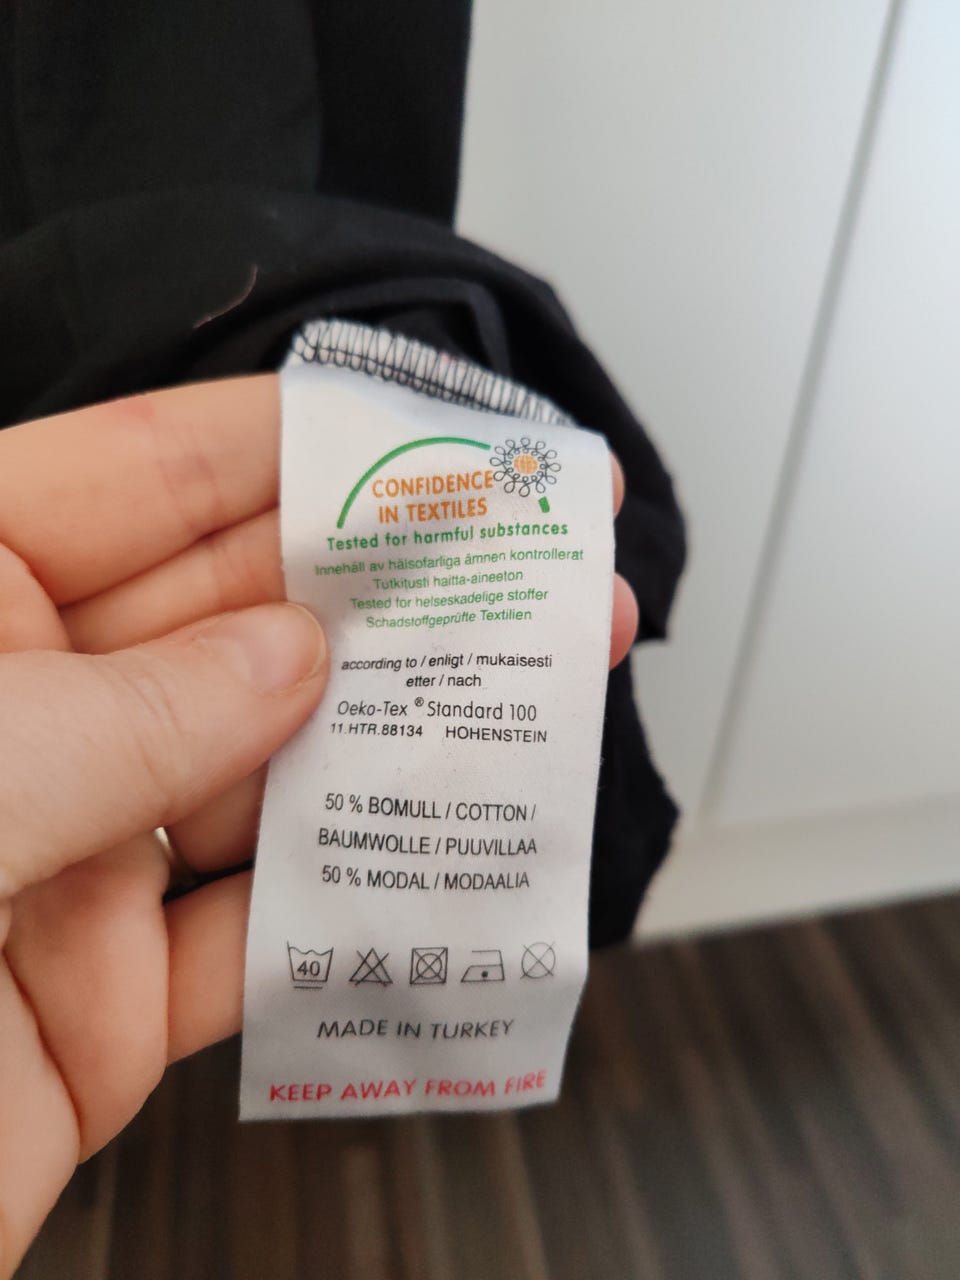 CONFIDENCE
IN TEXTILES
Tested for harmful substances
Innehåll av hälsofarliga ämnen kontrollerat
Tutkitusti haitta-aineeton
Tested for helseskadelige stoffer
Schadstoffgeprüfte Textilien
according to / enligt / mukaisesti
etter / nach
Oeko-Tex ® Standard 100
11.HTR.88134 HOHENSTEIN
50 % BOMULL / COTTON /
BAUMWOLLE / PUUVILLAA
50 % MODAL / MODAALIA
40
MADE IN TURKEY
KEEP AWAY FROM FIRE